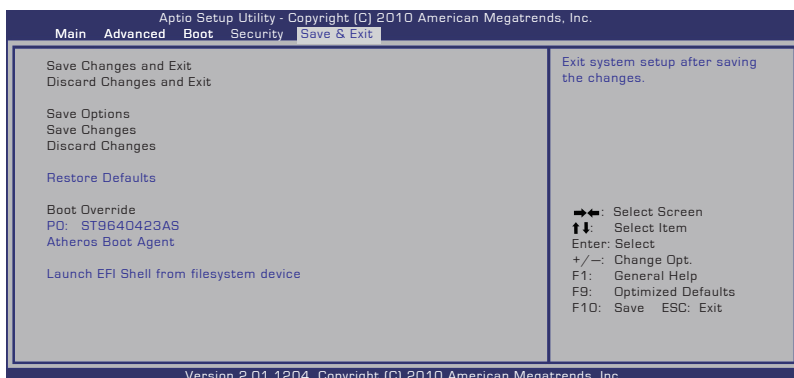 Aptio Setup Utility - Copyright (C) 2010 American Megatrends, Inc.
Main Advanced Boot Security Save & Exit
Save Changes and Exit
Discard Changes and Exit
Save Options
Save Changes
Discard Changes
Restore Defaults
Boot Override
P0: ST9640423AS
Atheros Boot Agent
Launch EFI Shell from filesystem device
Exit system setup after saving
the changes.
→←: Select Screen
↑↓: Select Item
Enter: Select
+/—: Change Opt.
F1: General Help
F9: Optimized Defaults
F10: Save ESC: Exit
Version 2.01.1204. Copyright (C) 2010 American Megatrends, Inc.